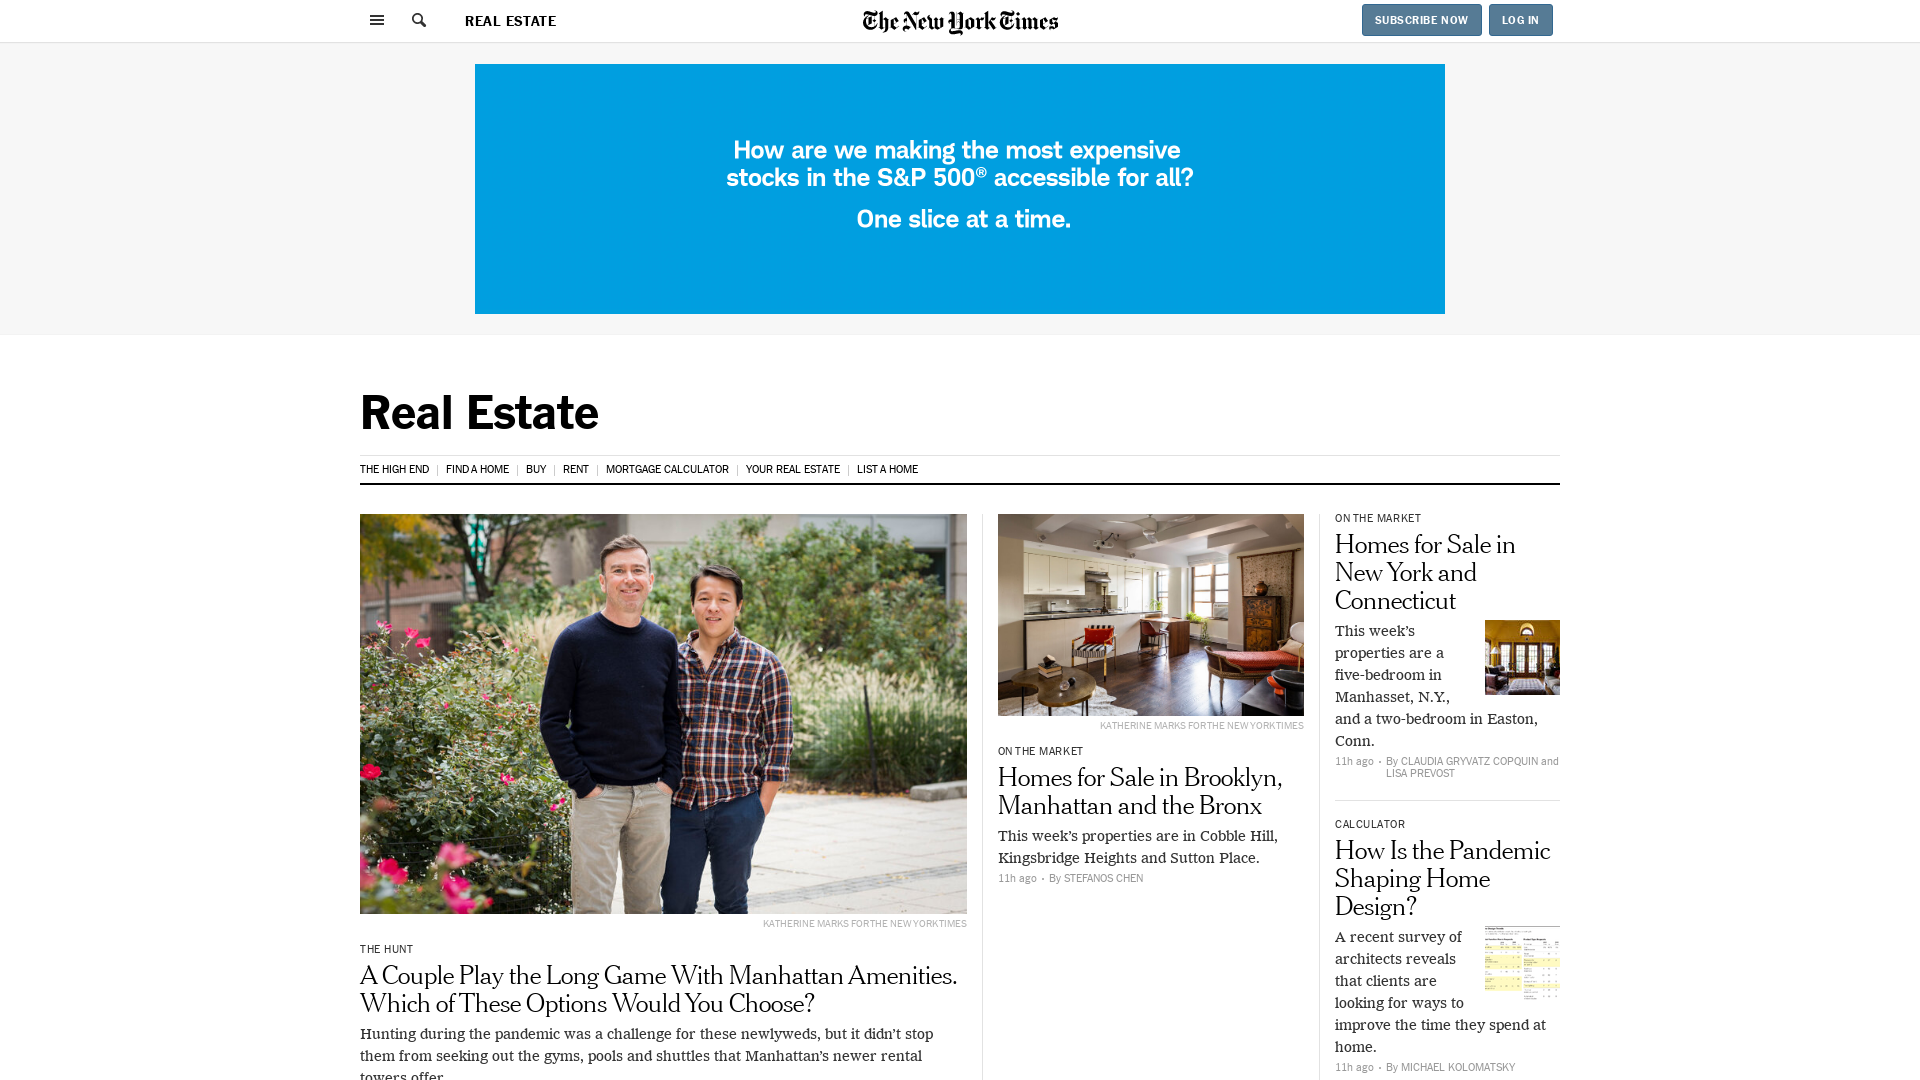 REAL ESTATE
The New York Times
SUBSCRIBE NOW
LOG IN
How are we making the most expensive
stocks in the S&P 500® accessible for all?
One slice at a time.
Real Estate
THE HIGH END
FIND A HOME
BUY
RENT
MORTGAGE CALCULATOR
YOUR REAL ESTATE
LIST A HOME
KATHERINE MARKS FOR THE NEW YORK TIMES
THE HUNT
A Couple Play the Long Game With Manhattan Amenities.
Which of These Options Would You Choose?
Hunting during the pandemic was a challenge for these newlyweds, but it didn’t stop
them from seeking out the gyms, pools and shuttles that Manhattan’s newer rental
towers offer.
KATHERINE MARKS FOR THE NEW YORK TIMES
ON THE MARKET
Homes for Sale in Brooklyn,
Manhattan and the Bronx
This week’s properties are in Cobble Hill,
Kingsbridge Heights and Sutton Place.
11h ago · By STEFANOS CHEN
ON THE MARKET
Homes for Sale in
New York and
Connecticut
This week’s
properties are a
five-bedroom in
Manhasset, N.Y.,
and a two-bedroom in Easton,
Conn.
11h ago · By CLAUDIA GRYVATZ COPQUIN and
LISA PREVOST
CALCULATOR
How Is the Pandemic
Shaping Home
Design?
A recent survey of
architects reveals
that clients are
looking for ways to
improve the time they spend at
home.
11h ago · By MICHAEL KOLOMATSKY